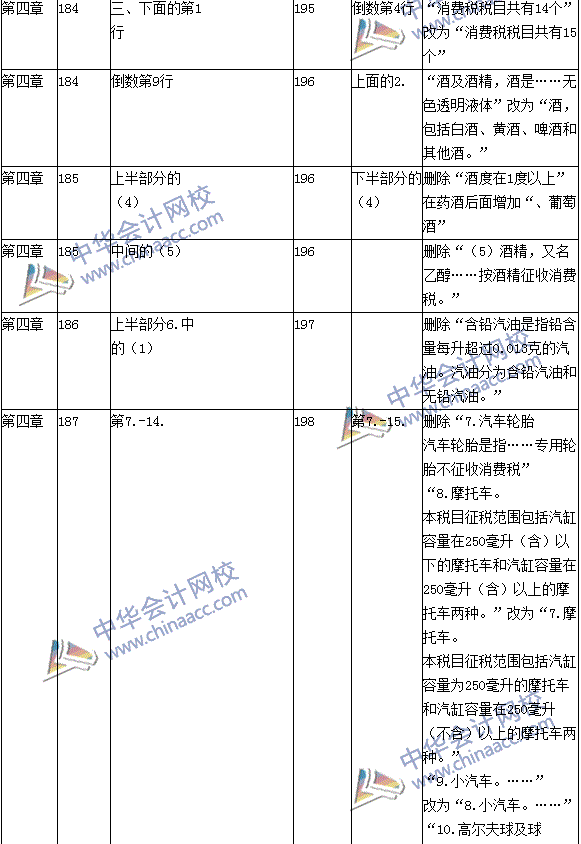 第四章 184 三、下面的第1 195 倒数第4行 “消费税税目共有14个”
行 改为“消费税税目共有15
个”
第四章 184 倒数第9行 196 上面的2. “酒及酒精，酒是……无
色透明液体”改为“酒，
包括白酒、黄酒、啤酒和
其他酒。”
第四章 185 上半部分的 196 下半部分的 删除“酒度在1度以上”
（4） （4） 在药酒后面增加“、葡萄
酒”
第四章 185 中间的（5） 196 删除“（5）酒精，又名
乙醇……按酒精征收消费
税。”
第四章 186 上半部分6.中 197 删除“含铅汽油是指铅含
的（1） 量每升超过0.013克的汽
油。汽油分为含铅汽油和
无铅汽油。”
第四章 187 第7.-14. 198 第7.-15. 删除“7.汽车轮胎
汽车轮胎是指……专用轮
胎不征收消费税”
“8.摩托车。
本税目征税范围包括汽缸
容量在250毫升（含）以
下的摩托车和汽缸容量在
250毫升（含）以上的摩
托车两种。”改为“7.摩
托车。
本税目征税范围包括汽缸
容量为250毫升的摩托车
和汽缸容量在250毫升
（不含）以上的摩托车两
种。”
“9.小汽车。……”
改为“8.小汽车。……”
“10.高尔夫球及球
中华会计网校
www.chinaacc.com
中华会计网校
www.chinaacc.com
中华会计网校
www.chinaacc.com
中华会计网校
www.chinaacc.com
中华会计网校
www.chinaacc.com